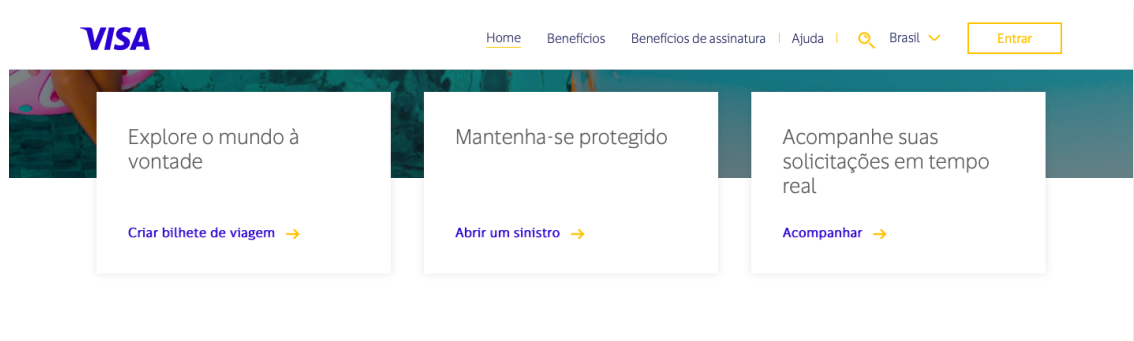 VISA
Home Benefícios Benefícios de assinatura Ajuda Brasil Entrar
Explore o mundo à
vontade
Criar bilhete de viagem
Mantenha-se protegido
Abrir um sinistro
Acompanhe suas
solicitações em tempo
real
Acompanhar